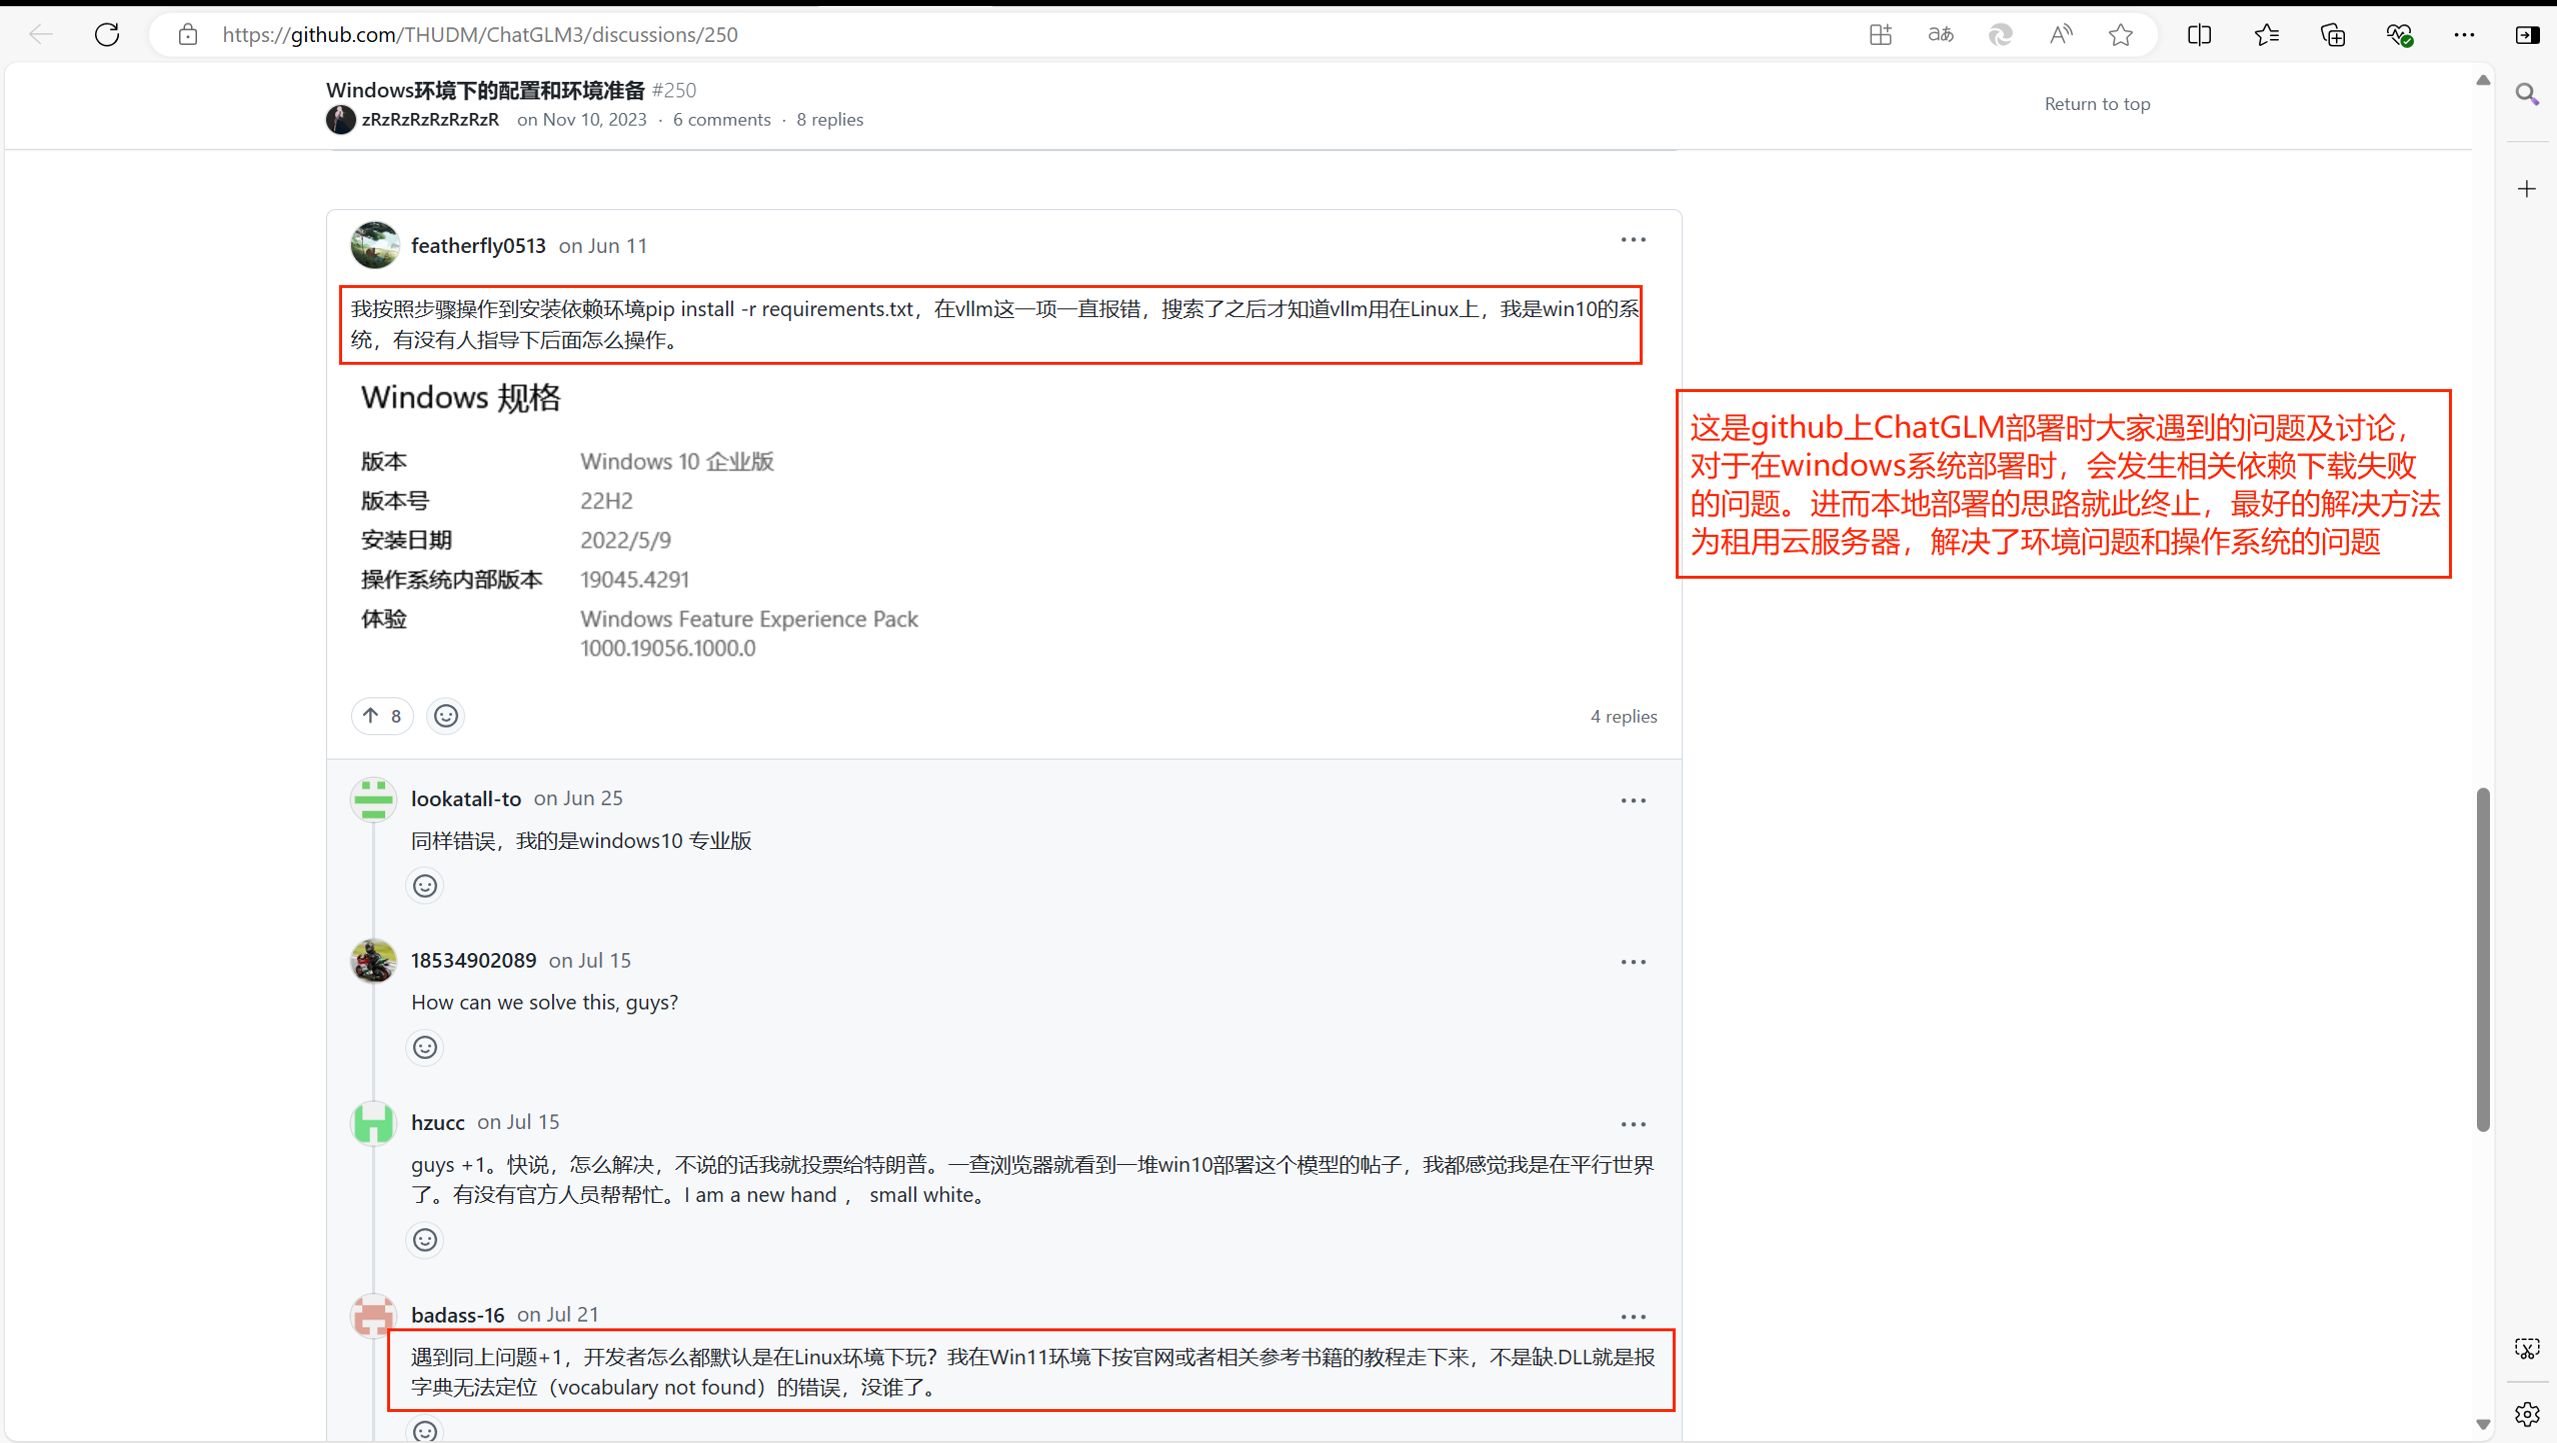 https://github.com/THUDM/ChatGLM3/discussions/250
aあ
Windows环境下的配置和环境准备 #250
zRzRzRzRzRzRzR on Nov 10, 2023 · 6 comments · 8 replies
Return to top
featherfly0513 on Jun 11
我按照步骤操作到安装依赖环境pip install -r requirements.txt，在vllm这一项一直报错，搜索了之后才知道vllm用在Linux上，我是win10的系
统，有没有人指导下后面怎么操作。
Windows 规格
版本 Windows 10 企业版
版本号 22H2
安装日期 2022/5/9
操作系统内部版本 19045.4291
体验 Windows Feature Experience Pack
1000.19056.1000.0
这是github上ChatGLM部署时大家遇到的问题及讨论，
对于在windows系统部署时，会发生相关依赖下载失败
的问题。进而本地部署的思路就此终止，最好的解决方法
为租用云服务器，解决了环境问题和操作系统的问题
8
4 replies
lookatall-to on Jun 25
同样错误，我的是windows10 专业版
18534902089 on Jul 15
How can we solve this, guys?
hzucc on Jul 15
guys +1。快说，怎么解决，不说的话我就投票给特朗普。一查浏览器就看到一堆win10部署这个模型的帖子，我都感觉我是在平行世界
了。有没有官方人员帮帮忙。I am a new hand ， small white。
badass-16 on Jul 21
遇到同上问题+1，开发者怎么都默认是在Linux环境下玩？我在Win11环境下按官网或者相关参考书籍的教程走下来，不是缺.DLL就是报
字典无法定位（vocabulary not found）的错误，没谁了。